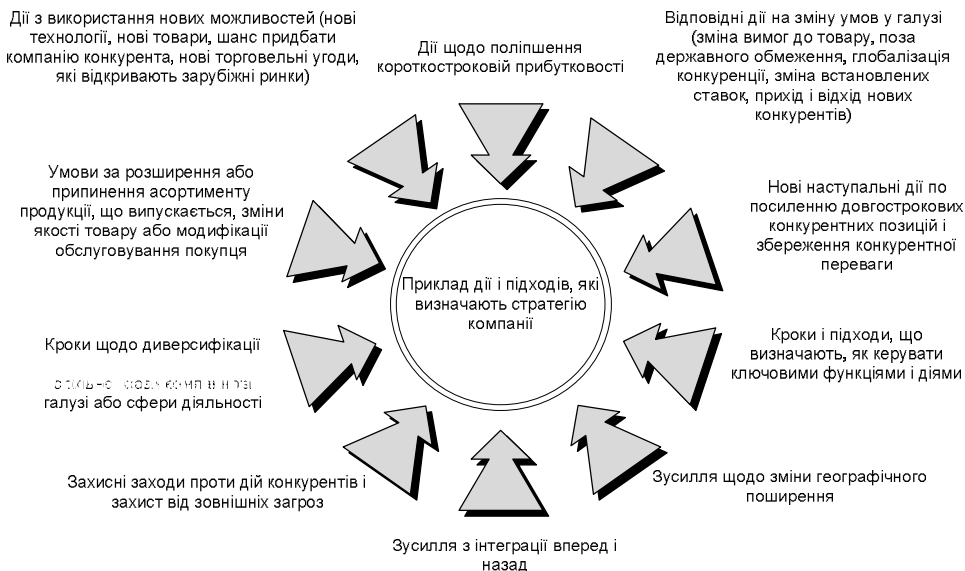 Дії з використання нових можливостей (нові
технології, нові товари, шанс придбати
компанію конкурента, нові торговельні угоди,
які відкривають зарубіжні ринки)
Дії щодо поліпшення
короткостроковій прибутковості
Відповідні дії на зміну умов у галузі
(зміна вимог до товару, поза
державного обмеження, глобалізація
конкуренції, зміна встановлених
ставок, прихід і відхід нових
конкурентів)
Умови за розширення або
припинення асортименту
продукції, що випускається, зміни
якості товару або модифікації
обслуговування покупця
Нові наступальні дії по
посиленню довгострокових
конкурентних позицій і
збереження конкурентної
переваги
Приклад дії і підходів, які
визначають стратегію
компанії
Кроки щодо диверсифікації
галузі або сфери діяльності
Кроки і підходи, що
визначають, як керувати
ключовими функціями і діями
Захисні заходи проти дій конкурентів і
захист від зовнішніх загроз
Зусилля щодо зміни географічного
поширення
Зусилля з інтеграції вперед і
назад